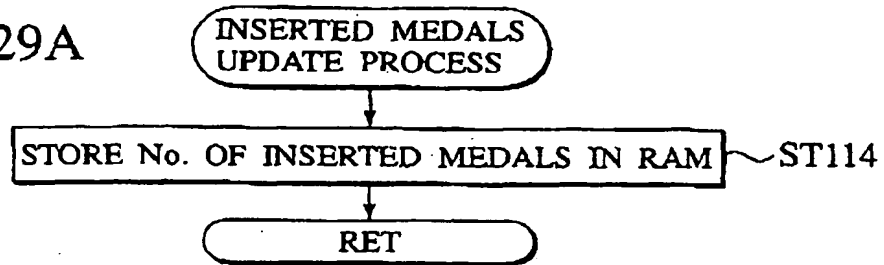 29A
INSERTED MEDALS
UPDATE PROCESS
STORE No. OF INSERTED MEDALS IN RAM
ST114
RET